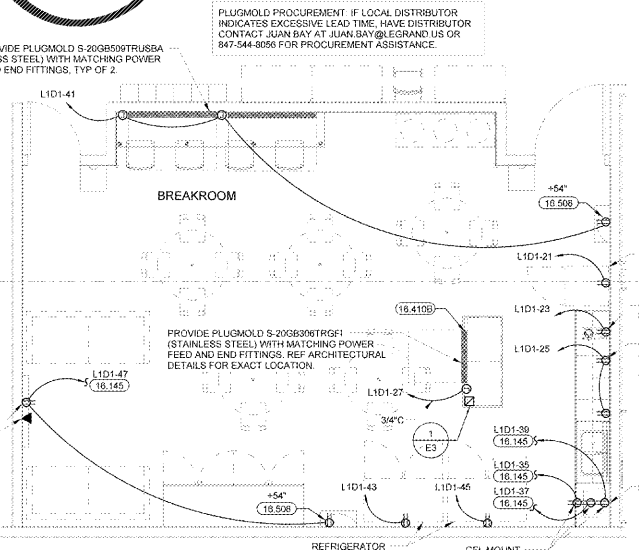 PLUGMOLD PROCUREMENT: IF LOCAL DISTRIBUTOR
INDICATES EXCESSIVE LEAD TIME, HAVE DISTRIBUTOR
CONTACT JUAN BAY AT JUAN.BAY@LEGRAND.US OR
847-544-8056 FOR PROCUREMENT ASSISTANCE.
VIDE PLUGMOLD S-20GB509TRUSBA
SS STEEL) WITH MATCHING POWER
END FITTINGS, TYP OF 2.
L1D1-41
BREAKROOM
+54"
16.508
L1D1-21
16.410B
L1D1-23
PROVIDE PLUGMOLD S-20GB306TRGFI
(STAINLESS STEEL) WITH MATCHING POWER
FEED AND END FITTINGS. REF ARCHITECTURAL
DETAILS FOR EXACT LOCATION.
L1D1-25
L1D1-47
16.145
L1D1-27
3/4"C
1
E3
L1D1-39
16.145
L1D1-35
16.145
L1D1-37
16.145
+54"
16.508
L1D1-43
L1D1-45
REFRIGERATOR